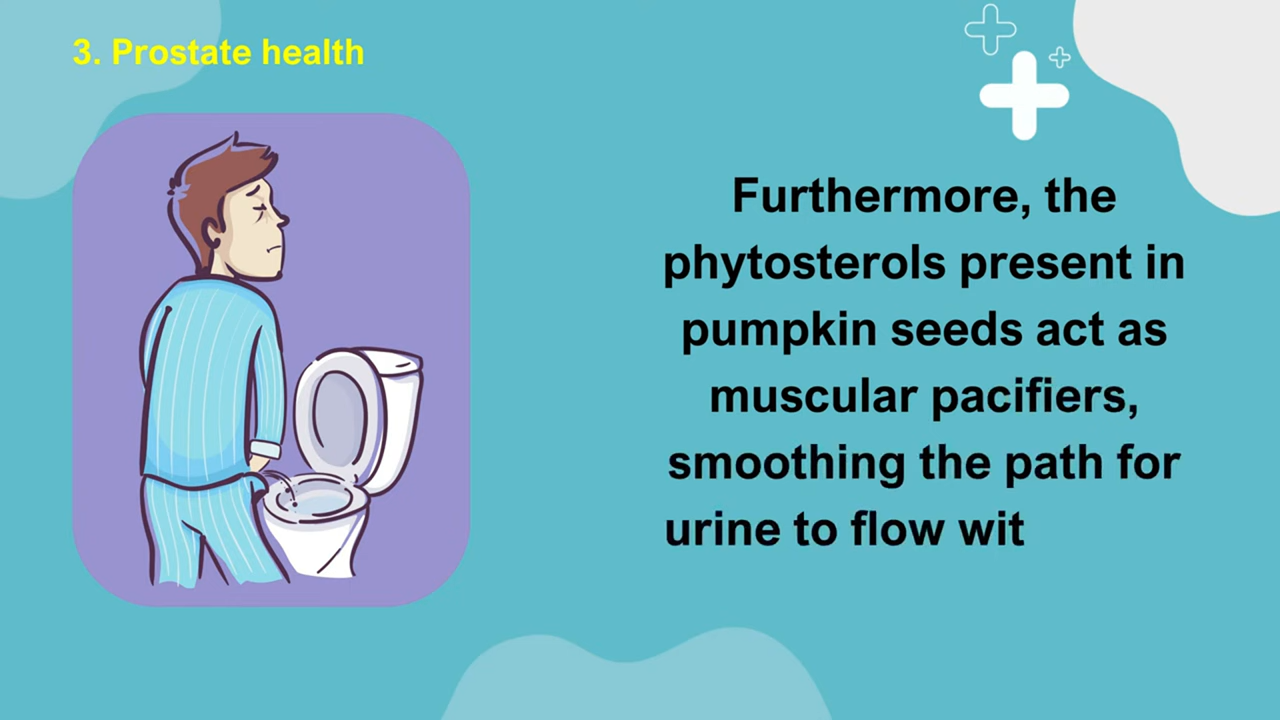 3. Prostate health
Furthermore, the
phytosterols present in
pumpkin seeds act as
muscular pacifiers,
smoothing the path for
urine to flow wit